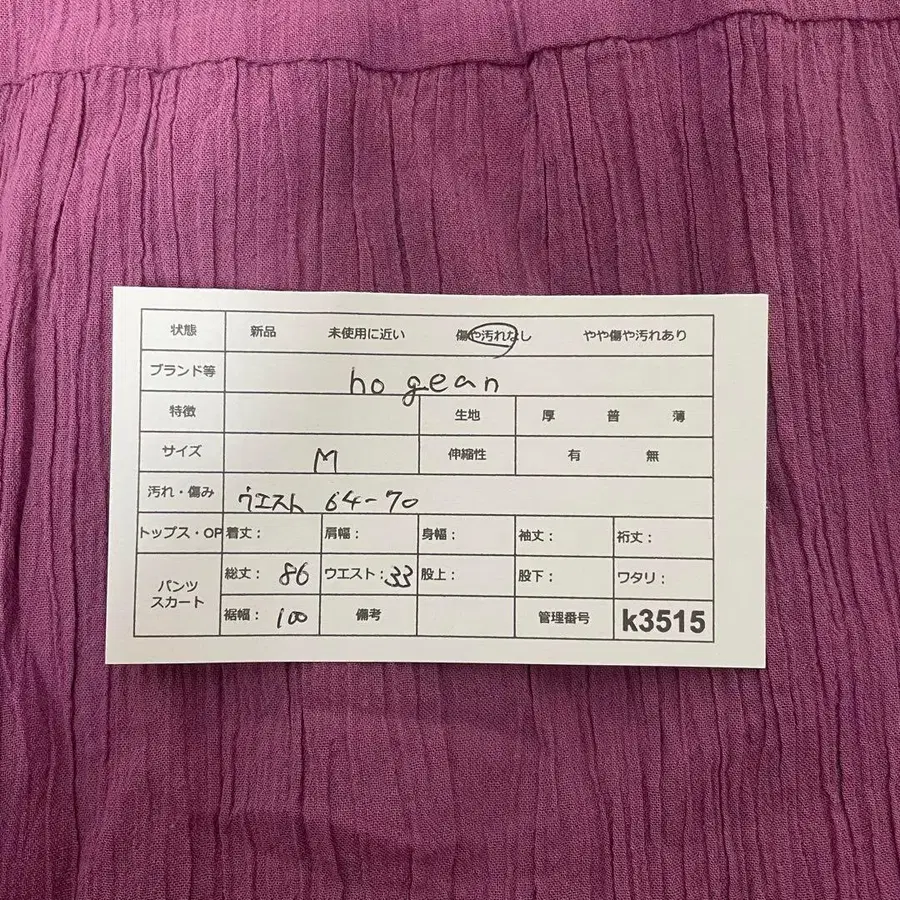 状態 新品 未使用に近い 傷や汚れなし やや傷や汚れあり
ブランド等 ho gean
特徴 生地 厚 普 薄
サイズ M 伸縮性 有 無
汚れ・傷み ウエスト 64-70
トップス・OP 着丈： 肩幅： 身幅： 袖丈： 裄丈：
パンツ スカート 総丈： 86 ウエスト：33 股上： 股下： ワタリ：
裾幅： 100 備考 管理番号 k3515